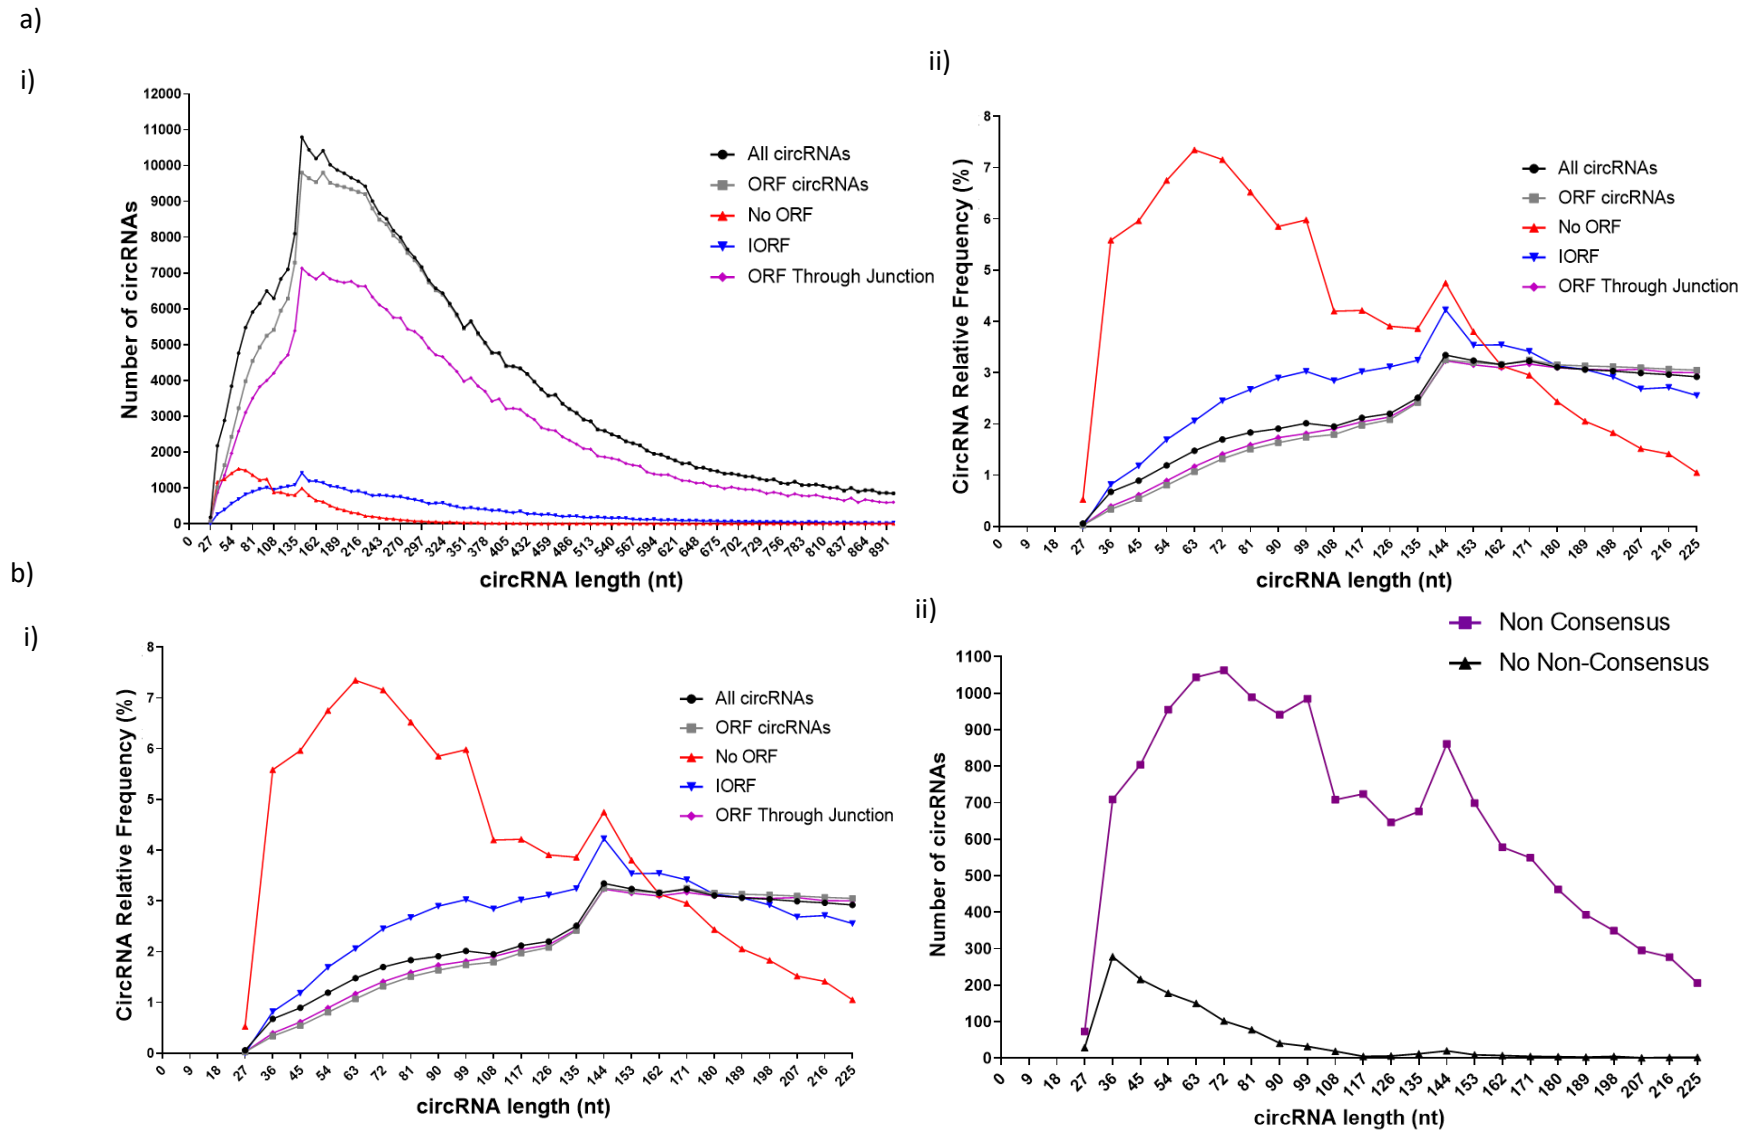 a)
i)
12000
11000
10000
9000
8000
7000
6000
5000
4000
3000
2000
1000
0
Number of circRNAs
All circRNAs
ORF circRNAs
No ORF
IORF
ORF Through Junction
0 27 54 81 108 135 162 189 216 243 270 297 324 351 378 405 432 459 486 513 540 567 594 621 648 675 702 729 756 783 810 837 864 891
circRNA length (nt)
ii)
8
7
6
5
4
3
2
1
0
CircRNA Relative Frequency (%)
All circRNAs
ORF circRNAs
No ORF
IORF
ORF Through Junction
0 9 18 27 36 45 54 63 72 81 90 99 108 117 126 135 144 153 162 171 180 189 198 207 216 225
circRNA length (nt)
b)
i)
8
7
6
5
4
3
2
1
0
CircRNA Relative Frequency (%)
All circRNAs
ORF circRNAs
No ORF
IORF
ORF Through Junction
0 9 18 27 36 45 54 63 72 81 90 99 108 117 126 135 144 153 162 171 180 189 198 207 216 225
circRNA length (nt)
ii)
Non Consensus
No Non-Consensus
1100
1000
900
800
700
600
500
400
300
200
100
0
Number of circRNAs
0 9 18 27 36 45 54 63 72 81 90 99 108 117 126 135 144 153 162 171 180 189 198 207 216 225
circRNA length (nt)